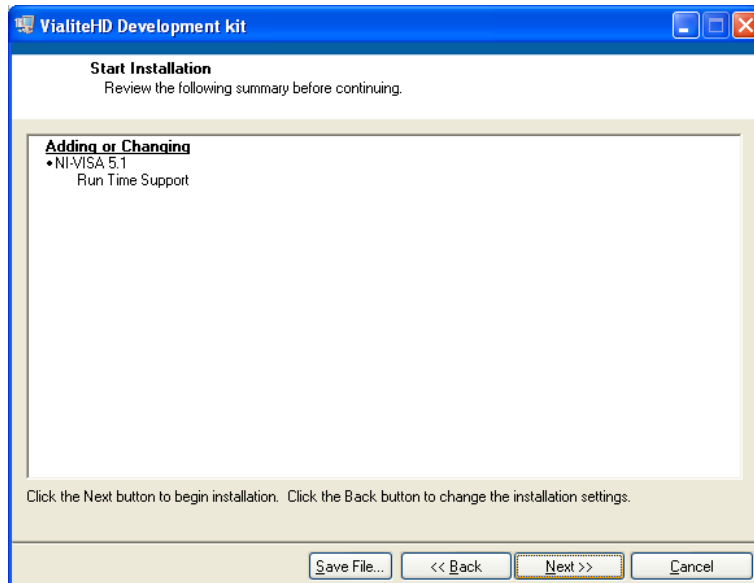 VialiteHD Development kit
Start Installation
Review the following summary before continuing.
Adding or Changing
•NI-VISA 5.1
Run Time Support
Click the Next button to begin installation.  Click the Back button to change the installation settings.
Save File...
<< Back
Next >>
Cancel